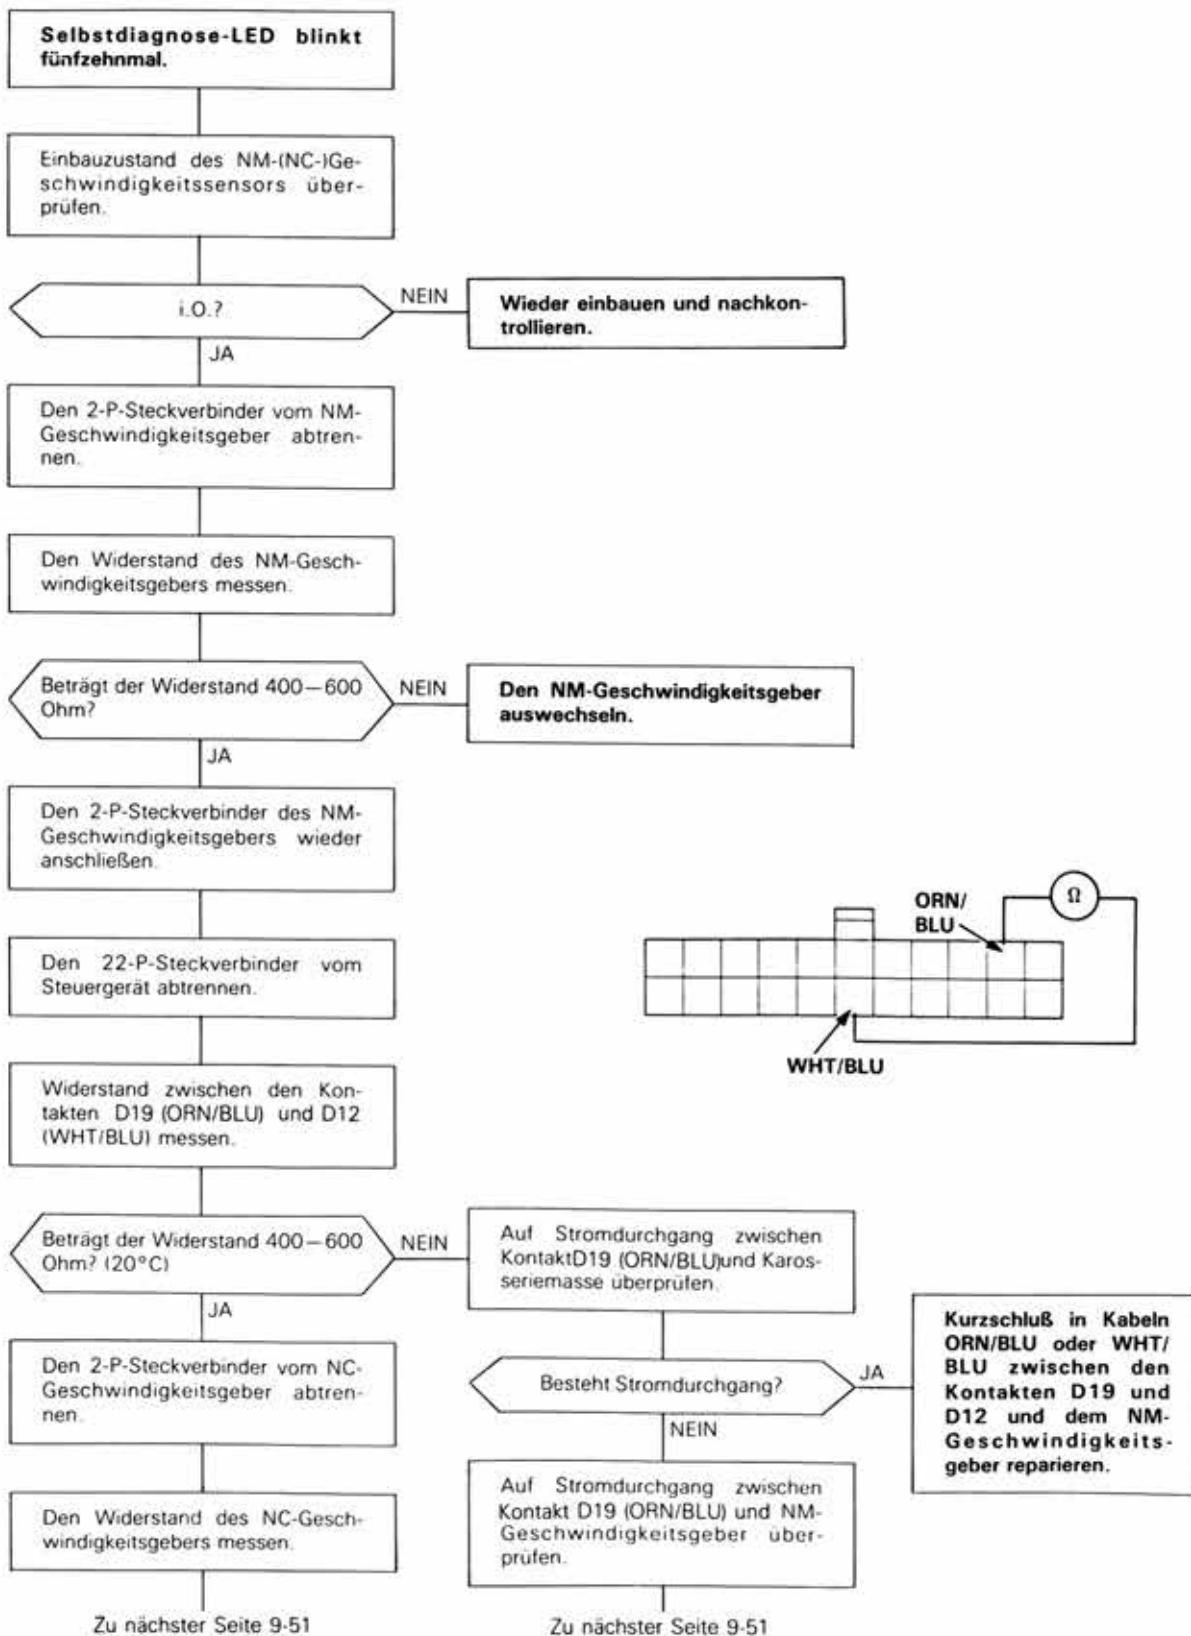 Selbstdiagnose-LED blinkt
fünfzehnmal.
Einbauzustand des NM-(NC-)Ge-
schwindigkeitssensors über-
prüfen.
i.O.?
NEIN
Wieder einbauen und nachkon-
trollieren.
JA
Den 2-P-Steckverbinder vom NM-
Geschwindigkeitsgeber abtren-
nen.
Den Widerstand des NM-Gesch-
windigkeitsgebers messen.
Beträgt der Widerstand 400—600
Ohm?
NEIN
Den NM-Geschwindigkeitsgeber
auswechseln.
JA
Den 2-P-Steckverbinder des NM-
Geschwindigkeitsgebers wieder
anschließen.
Den 22-P-Steckverbinder vom
Steuergerät abtrennen.
ORN/
BLU
Ω
WHT/BLU
Widerstand zwischen den Kon-
takten D19 (ORN/BLU) und D12
(WHT/BLU) messen.
Beträgt der Widerstand 400—600
Ohm? (20°C)
NEIN
Auf Stromdurchgang zwischen
KontaktD19 (ORN/BLU)und Karos-
seriemasse überprüfen.
JA
Besteht Stromdurchgang?
JA
Kurzschluß in Kabeln
ORN/BLU oder WHT/
BLU zwischen den
Kontakten D19 und
D12 und dem NM-
Geschwindigkeits-
geber reparieren.
NEIN
Den 2-P-Steckverbinder vom NC-
Geschwindigkeitsgeber abtren-
nen.
Auf Stromdurchgang zwischen
Kontakt D19 (ORN/BLU) und NM-
Geschwindigkeitsgeber über-
prüfen.
Den Widerstand des NC-Gesch-
windigkeitsgebers messen.
Zu nächster Seite 9-51
Zu nächster Seite 9-51